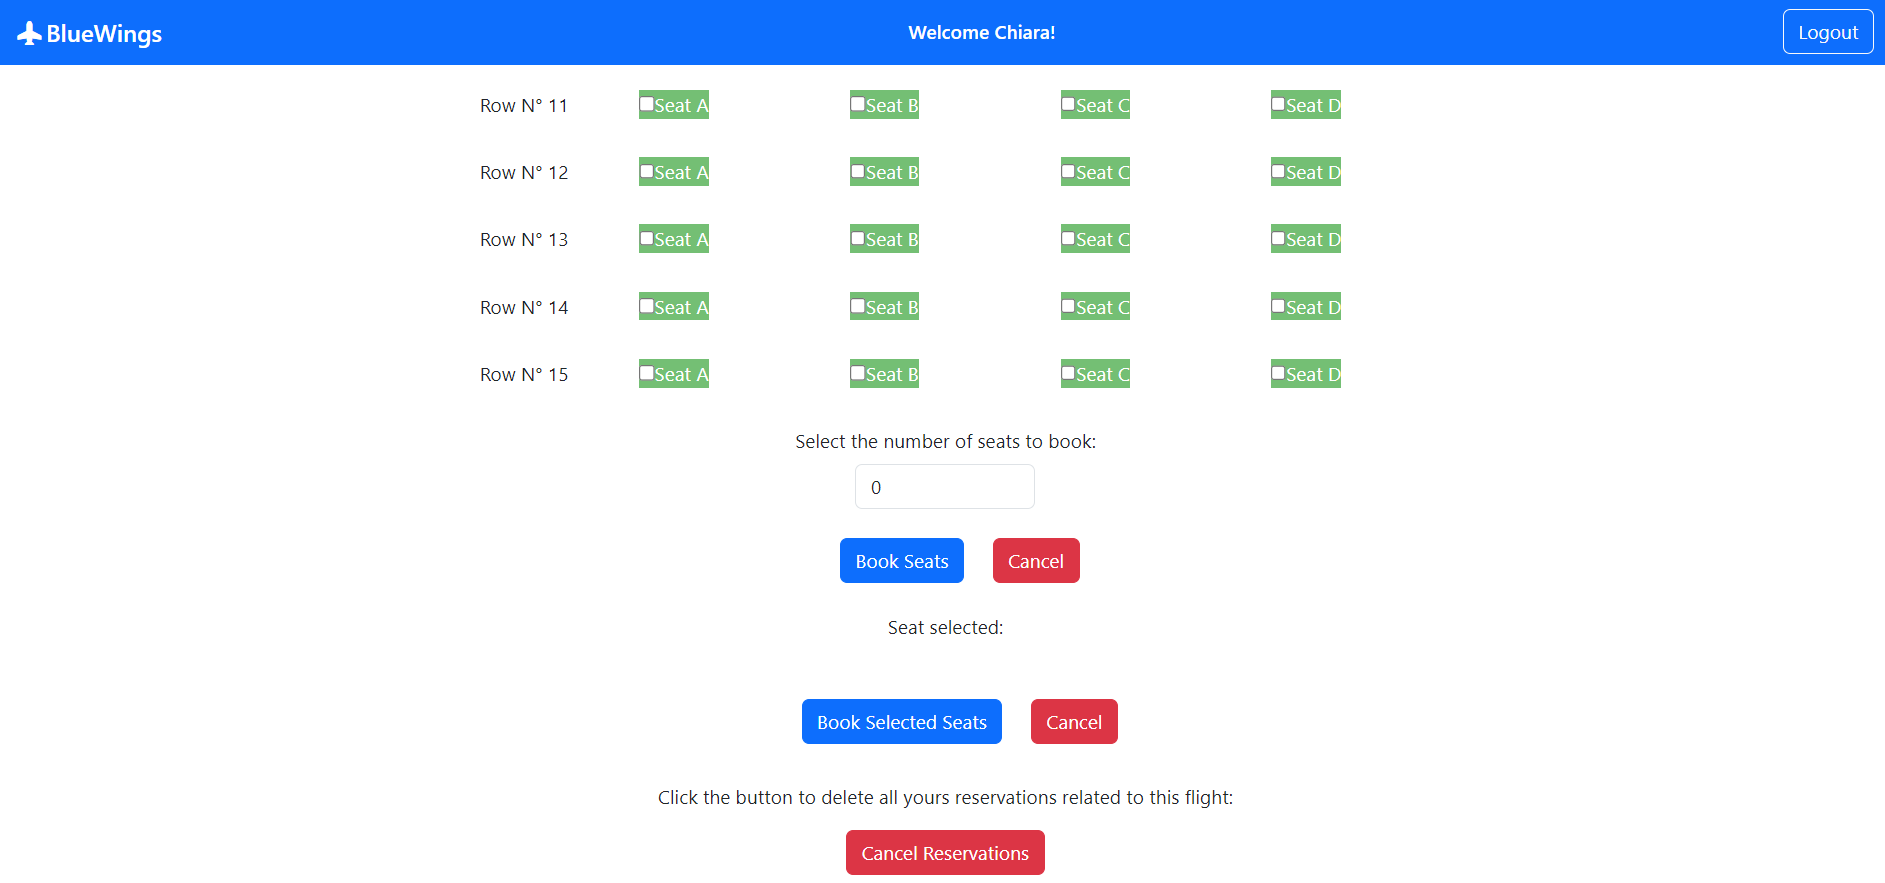 BlueWings Welcome Chiara! Logout
Row N° 11 Seat A Seat B Seat C Seat D
Row N° 12 Seat A Seat B Seat C Seat D
Row N° 13 Seat A Seat B Seat C Seat D
Row N° 14 Seat A Seat B Seat C Seat D
Row N° 15 Seat A Seat B Seat C Seat D
Select the number of seats to book:
0
Book Seats Cancel
Seat selected:
Book Selected Seats Cancel
Click the button to delete all yours reservations related to this flight:
Cancel Reservations